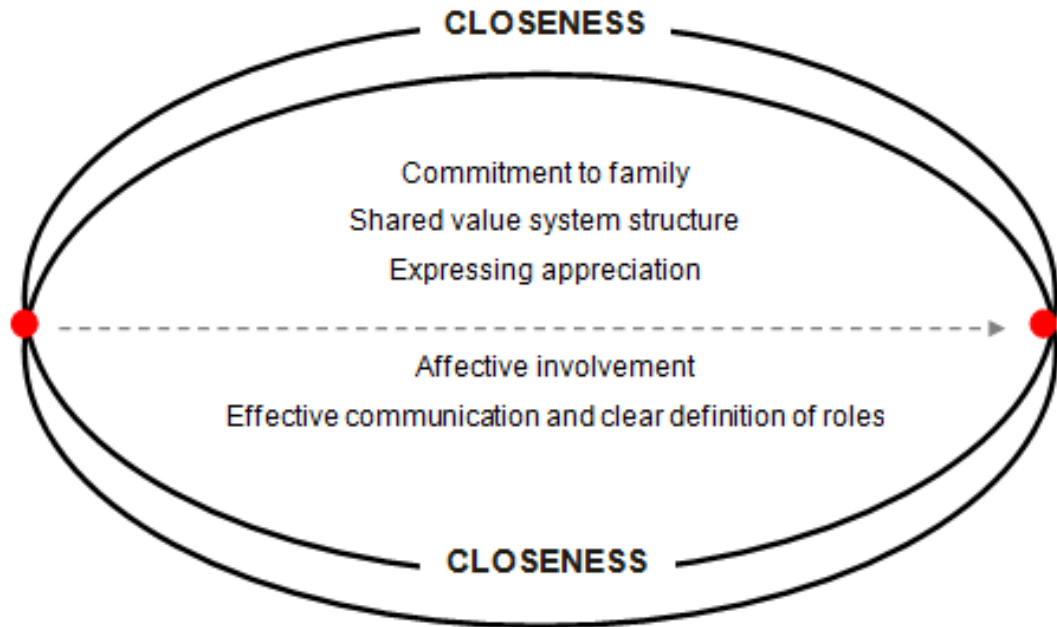 CLOSENESS
Commitment to family
Shared value system structure
Expressing appreciation
Affective involvement
Effective communication and clear definition of roles
CLOSENESS